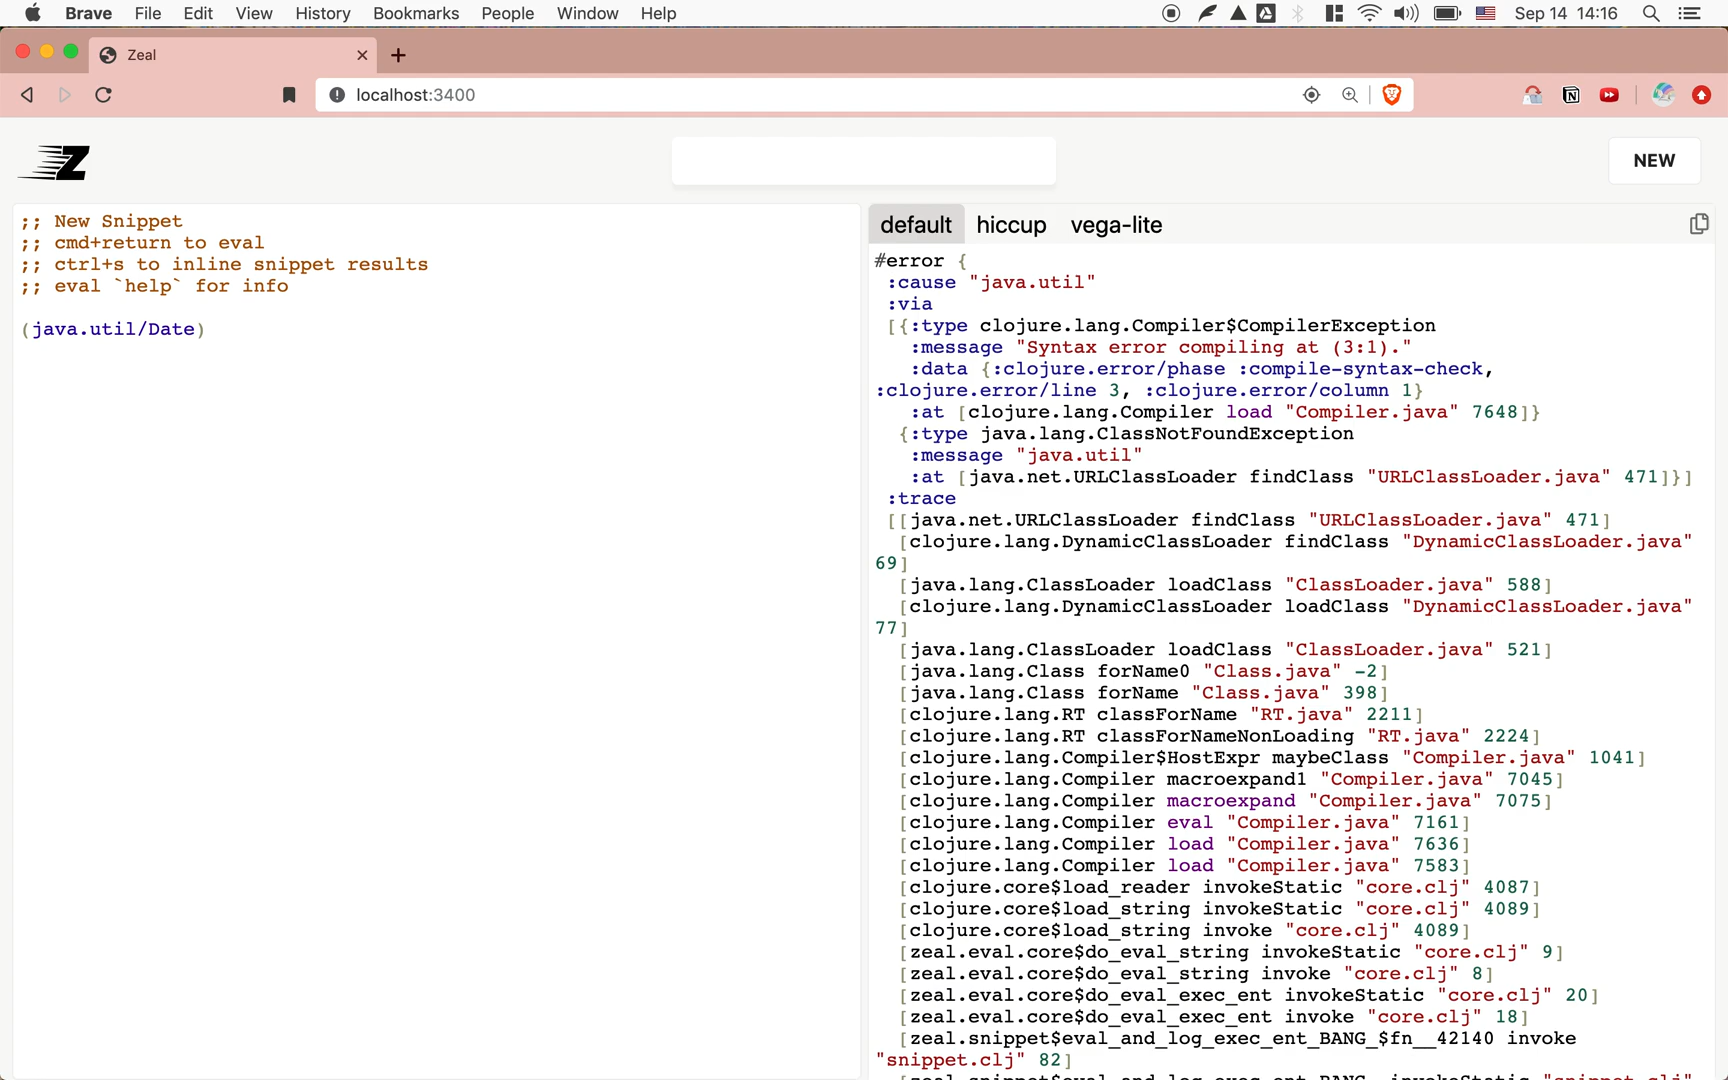 Brave File Edit View History Bookmarks People Window Help Sep 14 14:16
Zeal
localhost:3400
Z
NEW
;; New Snippet
;; cmd+return to eval
;; ctrl+s to inline snippet results
;; eval `help` for info
(java.util/Date)
default hiccup vega-lite
#error {
:cause "java.util"
:via
[{:type clojure.lang.Compiler$CompilerException
:message "Syntax error compiling at (3:1)."
:data {:clojure.error/phase :compile-syntax-check,
:clojure.error/line 3, :clojure.error/column 1}
:at [clojure.lang.Compiler load "Compiler.java" 7648]}
{:type java.lang.ClassNotFoundException
:message "java.util"
:at [java.net.URLClassLoader findClass "URLClassLoader.java" 471]}]
:trace
[[java.net.URLClassLoader findClass "URLClassLoader.java" 471]
[clojure.lang.DynamicClassLoader findClass "DynamicClassLoader.java"
69]
[java.lang.ClassLoader loadClass "ClassLoader.java" 588]
[clojure.lang.DynamicClassLoader loadClass "DynamicClassLoader.java"
77]
[java.lang.ClassLoader loadClass "ClassLoader.java" 521]
[java.lang.Class forName0 "Class.java" -2]
[java.lang.Class forName "Class.java" 398]
[clojure.lang.RT classForName "RT.java" 2211]
[clojure.lang.RT classForNameNonLoading "RT.java" 2224]
[clojure.lang.Compiler$HostExpr maybeClass "Compiler.java" 1041]
[clojure.lang.Compiler macroexpand1 "Compiler.java" 7045]
[clojure.lang.Compiler macroexpand "Compiler.java" 7075]
[clojure.lang.Compiler eval "Compiler.java" 7161]
[clojure.lang.Compiler load "Compiler.java" 7636]
[clojure.lang.Compiler load "Compiler.java" 7583]
[clojure.core$load_reader invokeStatic "core.clj" 4087]
[clojure.core$load_string invokeStatic "core.clj" 4089]
[clojure.core$load_string invoke "core.clj" 4089]
[zeal.eval.core$do_eval_string invokeStatic "core.clj" 9]
[zeal.eval.core$do_eval_string invoke "core.clj" 8]
[zeal.eval.core$do_eval_exec_ent invokeStatic "core.clj" 20]
[zeal.eval.core$do_eval_exec_ent invoke "core.clj" 18]
[zeal.snippet$eval_and_log_exec_ent_BANG_$fn__42140 invoke
"snippet.clj" 82]